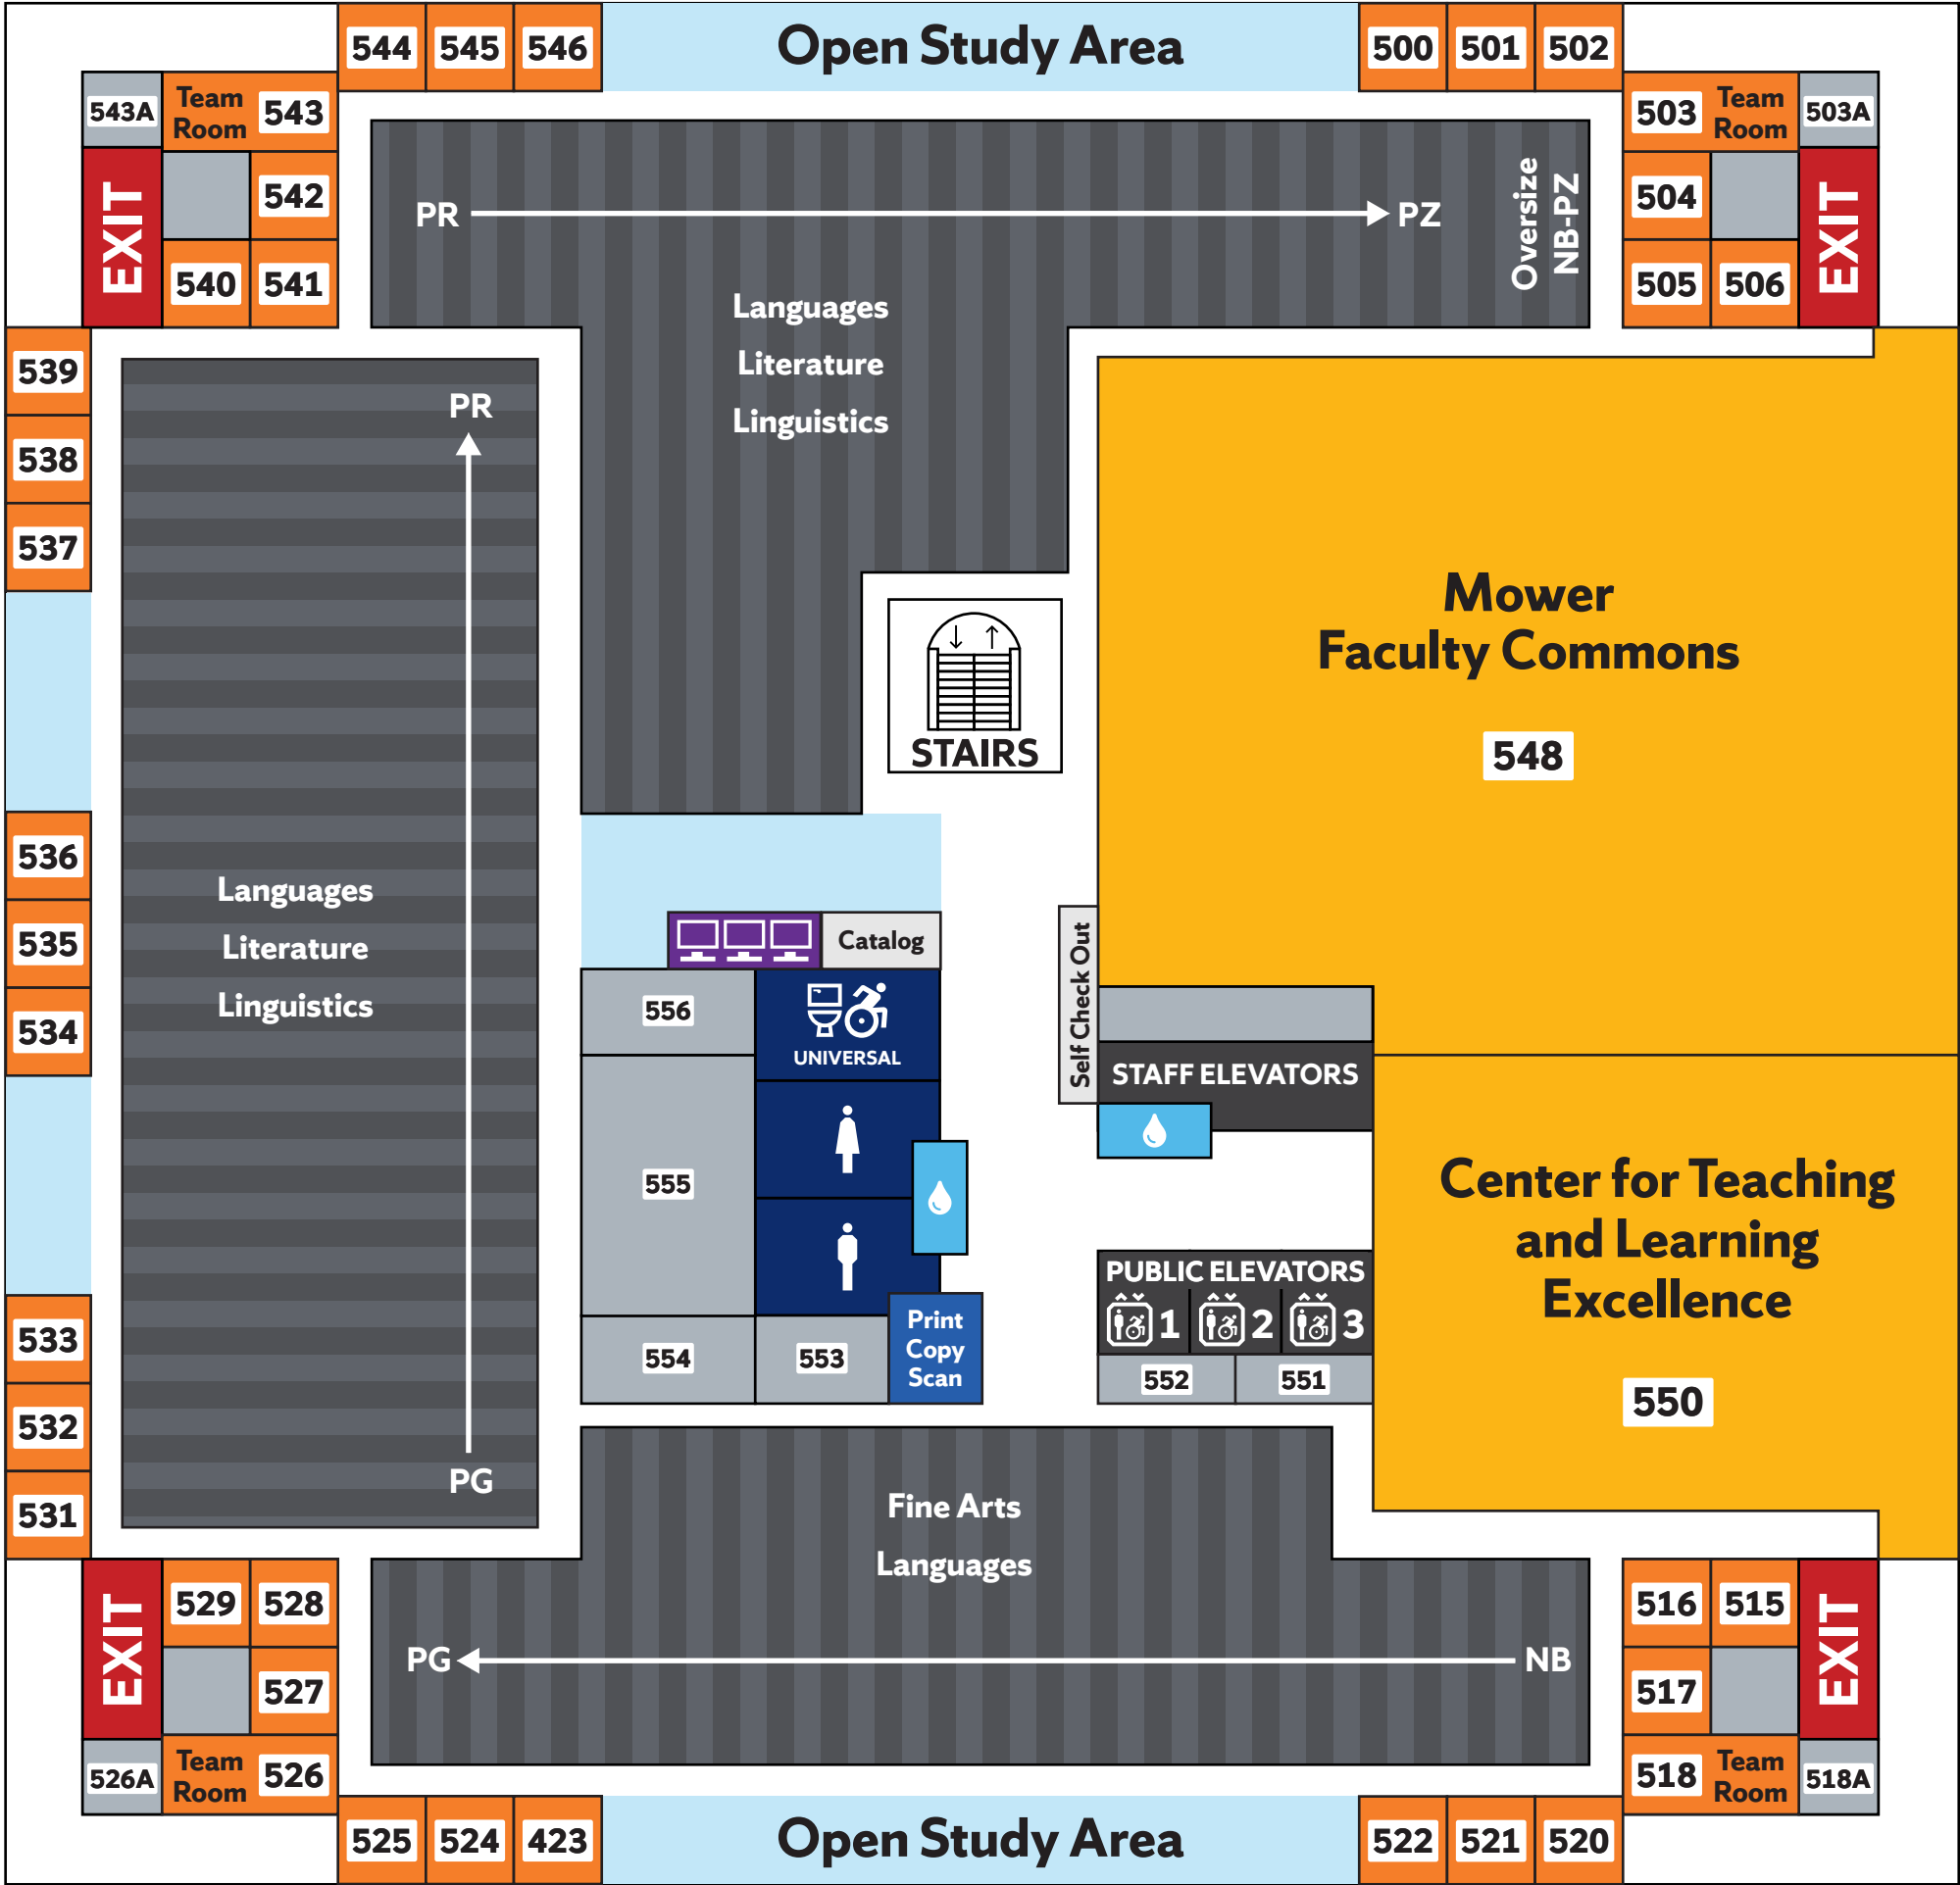 544 545 546 Open Study Area 500 501 502
543A Team Room 543
503 Team Room 503A
EXIT 542
540 541
504 EXIT
505 506
PR PZ
Oversize
NB-PZ
Languages
Literature
Linguistics
539
538
537
PR
Languages
Literature
Linguistics
PG
536
535
534
533
532
531
STAIRS
Mower
Faculty Commons
548
Catalog
Self Check Out
556
UNIVERSAL
555
554
553
Print
Copy
Scan
STAFF ELEVATORS
PUBLIC ELEVATORS
1 2 3
552 551
Center for Teaching
and Learning
Excellence
550
Fine Arts
Languages
PG NB
EXIT 529 528
527
526A Team Room 526
516 515 EXIT
517
518 Team Room 518A
525 524 423 Open Study Area 522 521 520